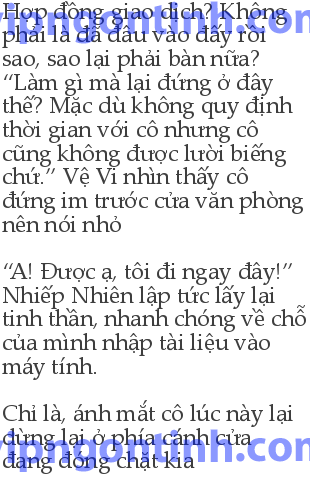 Hợp đồng giao dịch? Không
phải là đã đấu vào đấy rồi
sao, sao lại phải bàn nữa?
“Làm gì mà lại đứng ở đây
thế? Mặc dù không quy định
thời gian với cô nhưng cô
cũng không được lười biếng
chứ.” Vệ Vi nhìn thấy cô
đứng im trước cửa văn phòng
nên nói nhỏ
“A! Được ạ, tôi đi ngay đây!”
Nhiếp Nhiên lập tức lấy lại
tinh thần, nhanh chóng về chỗ
của mình nhập tài liệu vào
máy tính.
Chỉ là, ánh mắt cô lúc này lại
dừng lại ở phía cánh cửa
đang đóng chặt kia
vipngontinh.com
vipngontinh.com